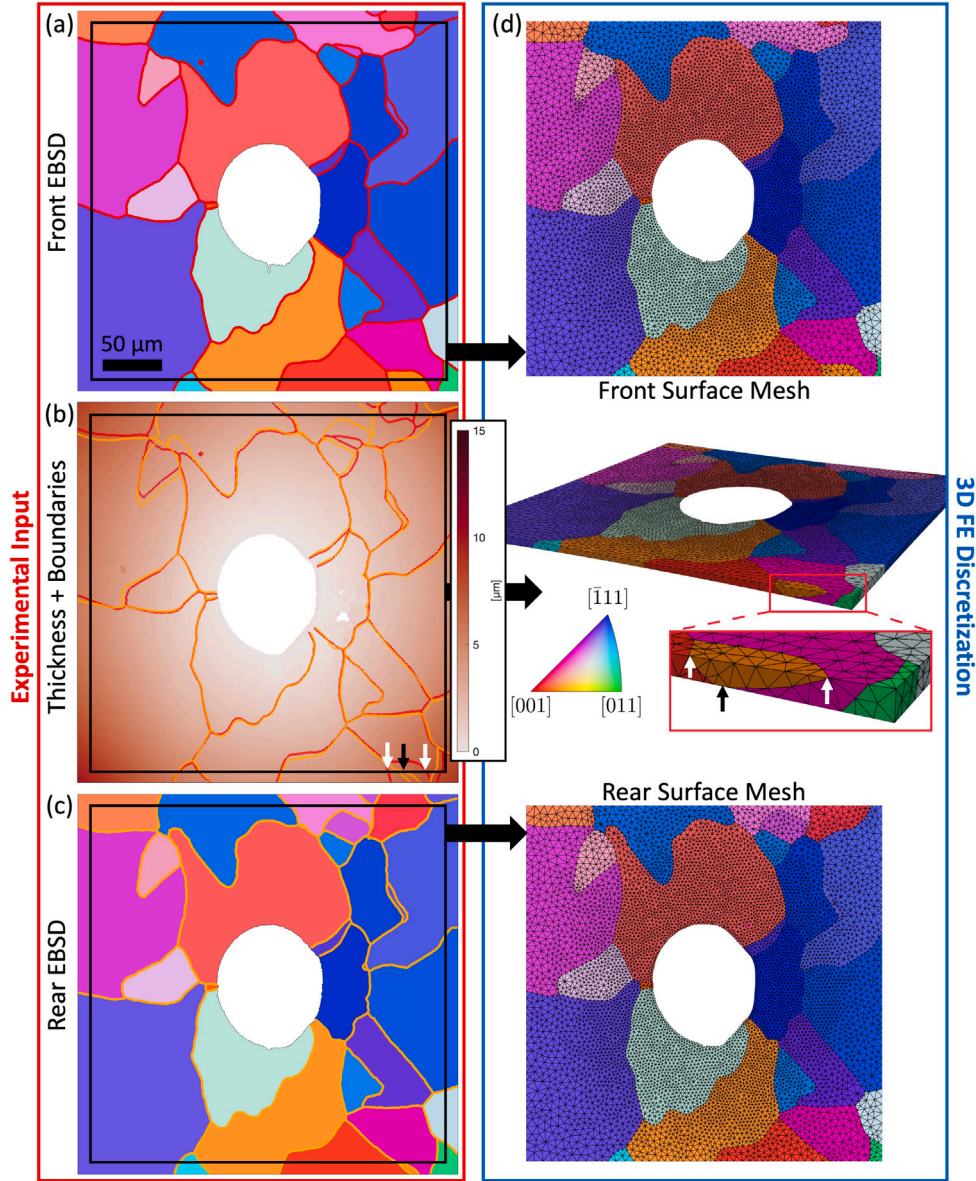 (a)
Front EBSD
50 μm
(b)
Thickness + Boundaries
15
10
5
0
[μm]
(c)
Rear EBSD
Experimental Input
(d)
Front Surface Mesh
[1̄11]
[001]
[011]
Rear Surface Mesh
3D FE Discretization